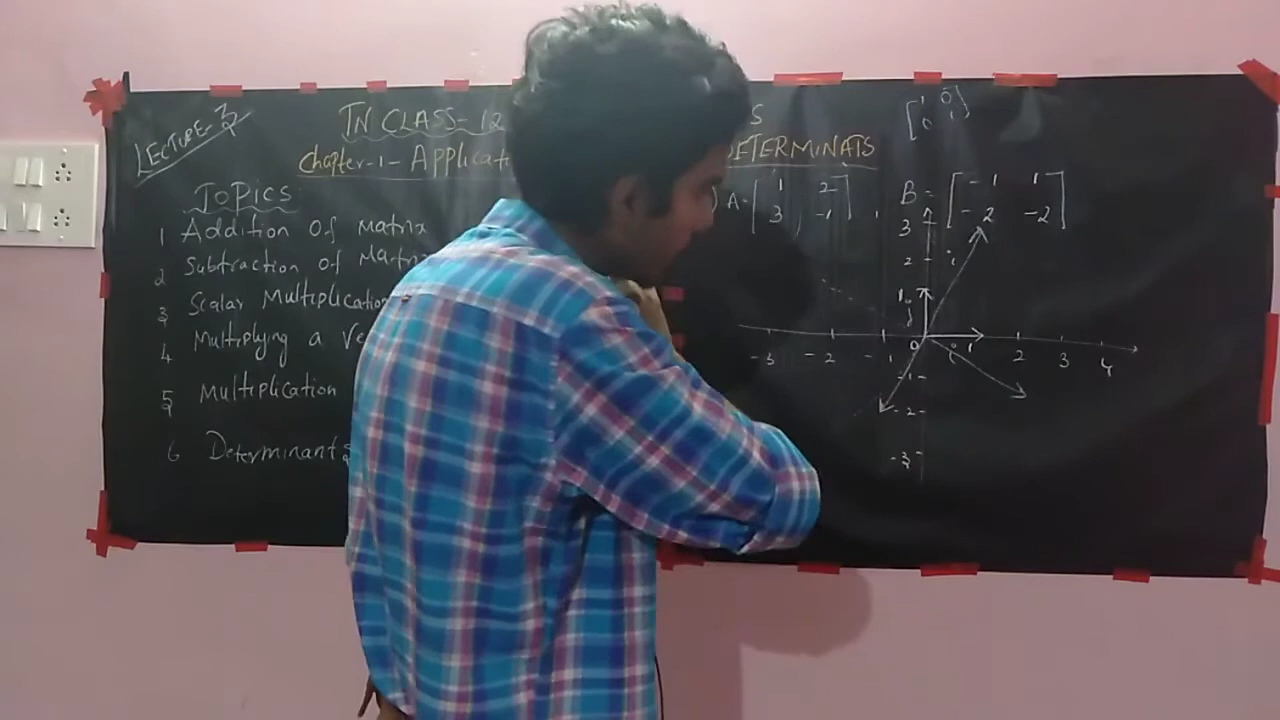 LECTURE-3
TN CLASS-12 S
Chapter-1- Applicat DETERMINATS
TOPICS
1 Addition Of Matrix
2 Subtraction of Matrix
3 Scalar Multiplication
4 Multiplying a Ve
5 Multiplication
6 Determinants
[1 0
0 1]
A=[1 2
3 -1]
B=[-1 1
-2 -2]
3
2
1
-3 -2 -1 0 1 2 3 4
-1
-2
-3